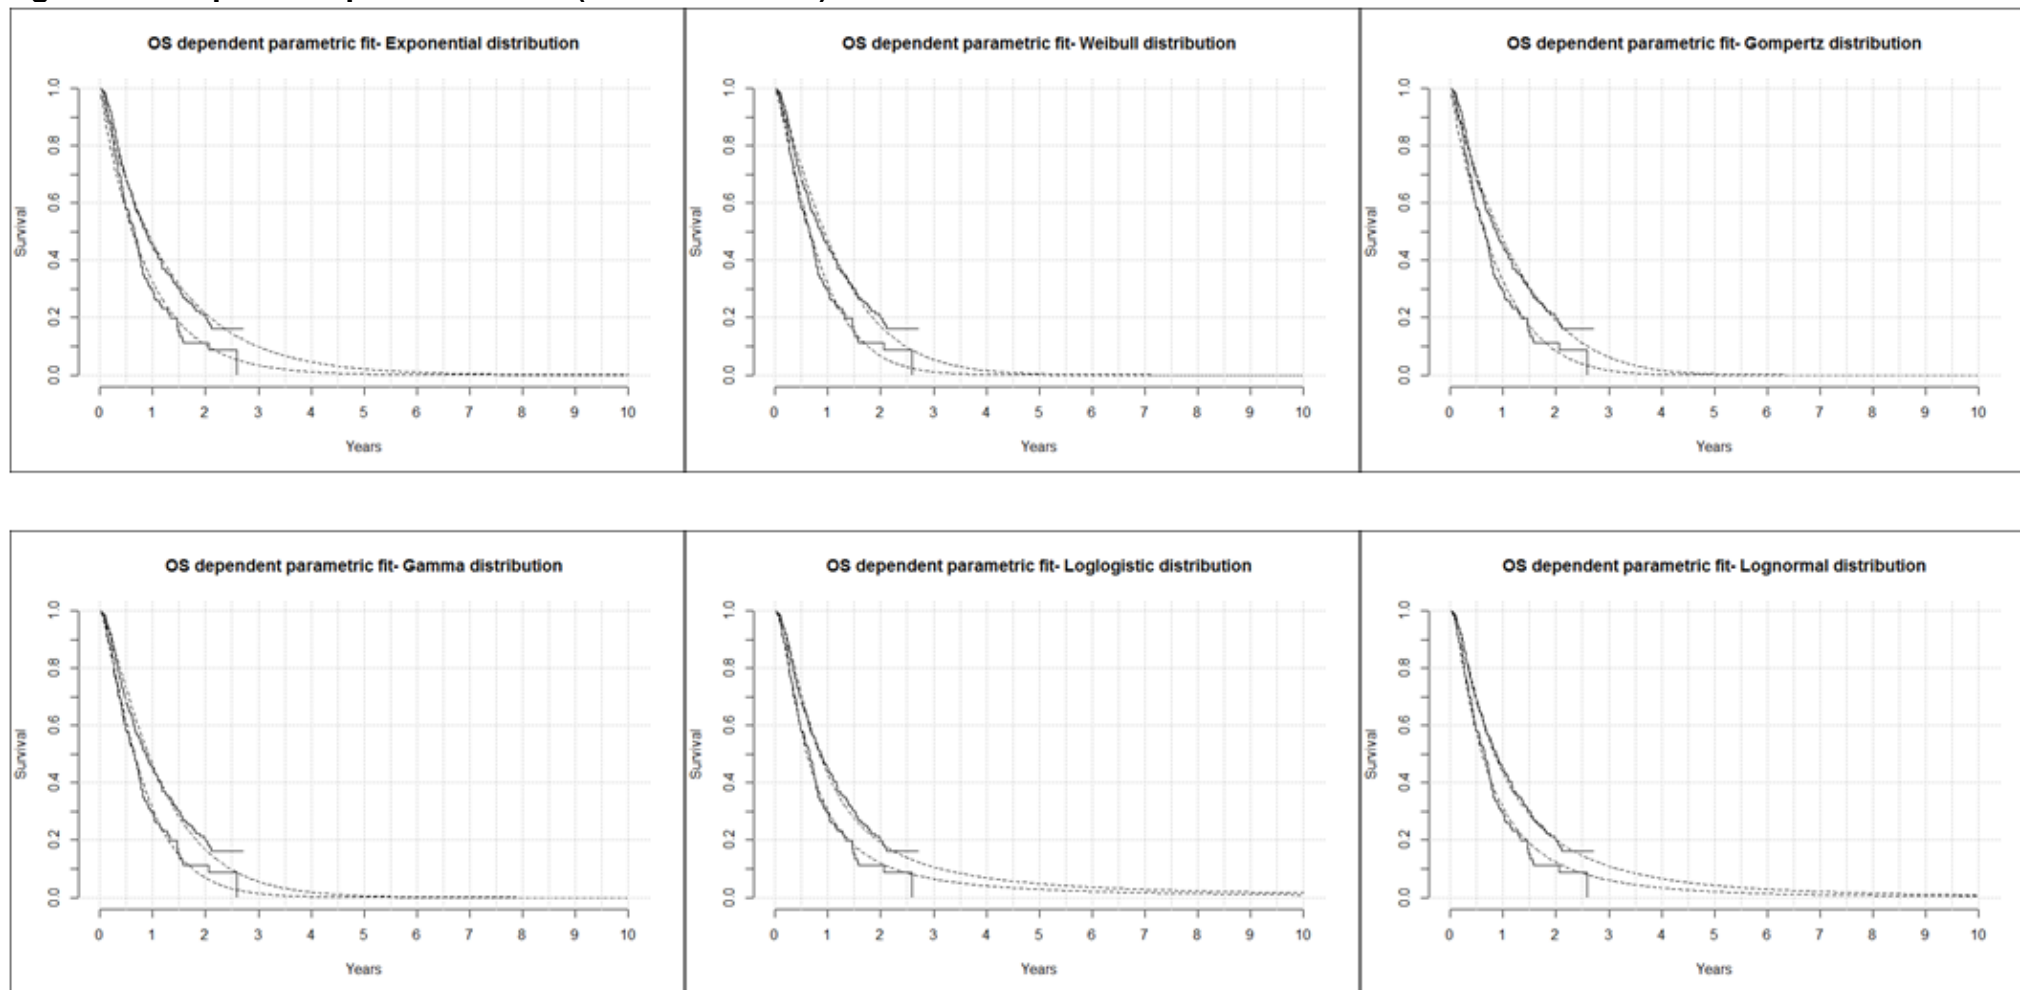 OS dependent parametric fit- Exponential distribution
Survival
1.0
0.8
0.6
0.4
0.2
0.0
0 1 2 3 4 5 6 7 8 9 10
Years
OS dependent parametric fit- Weibull distribution
Survival
1.0
0.8
0.6
0.4
0.2
0.0
0 1 2 3 4 5 6 7 8 9 10
Years
OS dependent parametric fit- Gompertz distribution
Survival
1.0
0.8
0.6
0.4
0.2
0.0
0 1 2 3 4 5 6 7 8 9 10
Years
OS dependent parametric fit- Gamma distribution
Survival
1.0
0.8
0.6
0.4
0.2
0.0
0 1 2 3 4 5 6 7 8 9 10
Years
OS dependent parametric fit- Loglogistic distribution
Survival
1.0
0.8
0.6
0.4
0.2
0.0
0 1 2 3 4 5 6 7 8 9 10
Years
OS dependent parametric fit- Lognormal distribution
Survival
1.0
0.8
0.6
0.4
0.2
0.0
0 1 2 3 4 5 6 7 8 9 10
Years